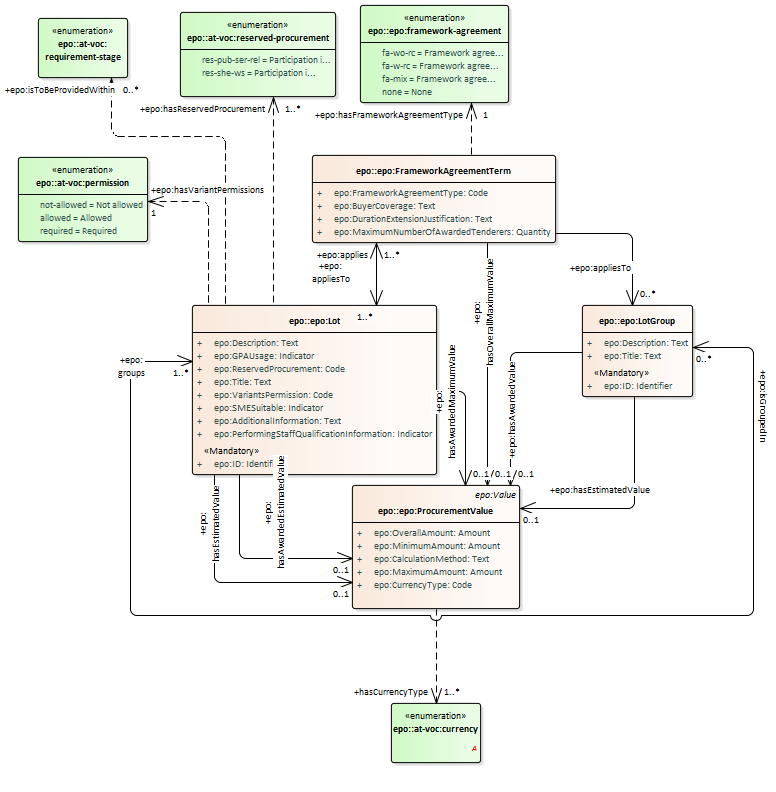 «enumeration»
epo::at-voc:
requirement-stage
«enumeration»
epo::at-voc:reserved-procurement
res-pub-ser-rel = Participation i...
res-she-ws = Participation i...
«enumeration»
epo::epo:framework-agreement
fa-wo-rc = Framework agree...
fa-w-rc = Framework agree...
fa-mix = Framework agree...
none = None
+epo:isToBeProvidedWithin 0..*
+epo:hasReservedProcurement 1..*
+epo:hasFrameworkAgreementType 1
«enumeration»
epo::at-voc:permission
not-allowed = Not allowed
allowed = Allowed
required = Required
+epo:hasVariantPermissions
1
epo::epo:FrameworkAgreementTerm
+ epo:FrameworkAgreementType: Code
+ epo:BuyerCoverage: Text
+ epo:DurationExtensionJustification: Text
+ epo:MaximumNumberOfAwardedTenderers: Quantity
+epo:applies 1..*
+epo:
appliesTo
1..*
+epo:
hasOverallMaximumValue
+epo:appliesTo
0..*
epo::epo:Lot
+ epo:Description: Text
+ epo:GPAUsage: Indicator
+ epo:ReservedProcurement: Code
+ epo:Title: Text
+ epo:VariantsPermission: Code
+ epo:SMESuitable: Indicator
+ epo:AdditionalInformation: Text
+ epo:PerformingStaffQualificationInformation: Indicator
«Mandatory»
+ epo:ID: Identif
+epo:
groups
1..*
epo::epo:LotGroup
+ epo:Description: Text
+ epo:Title: Text
«Mandatory»
+ epo:ID: Identifier
0..*
+epo:isGroupedIn
+epo:
hasAwardedMaximumValue
+epo:hasAwardedValue
0..1
0..1
0..1
+epo:hasEstimatedValue
0..1
+epo:
hasEstimatedValue
0..1
+epo:
hasAwardedEstimatedValue
0..1
epo:Value
epo::epo:ProcurementValue
+ epo:OverallAmount: Amount
+ epo:MinimumAmount: Amount
+ epo:CalculationMethod: Text
+ epo:MaximumAmount: Amount
+ epo:CurrencyType: Code
+hasCurrencyType 1..*
«enumeration»
epo::at-voc:currency
A